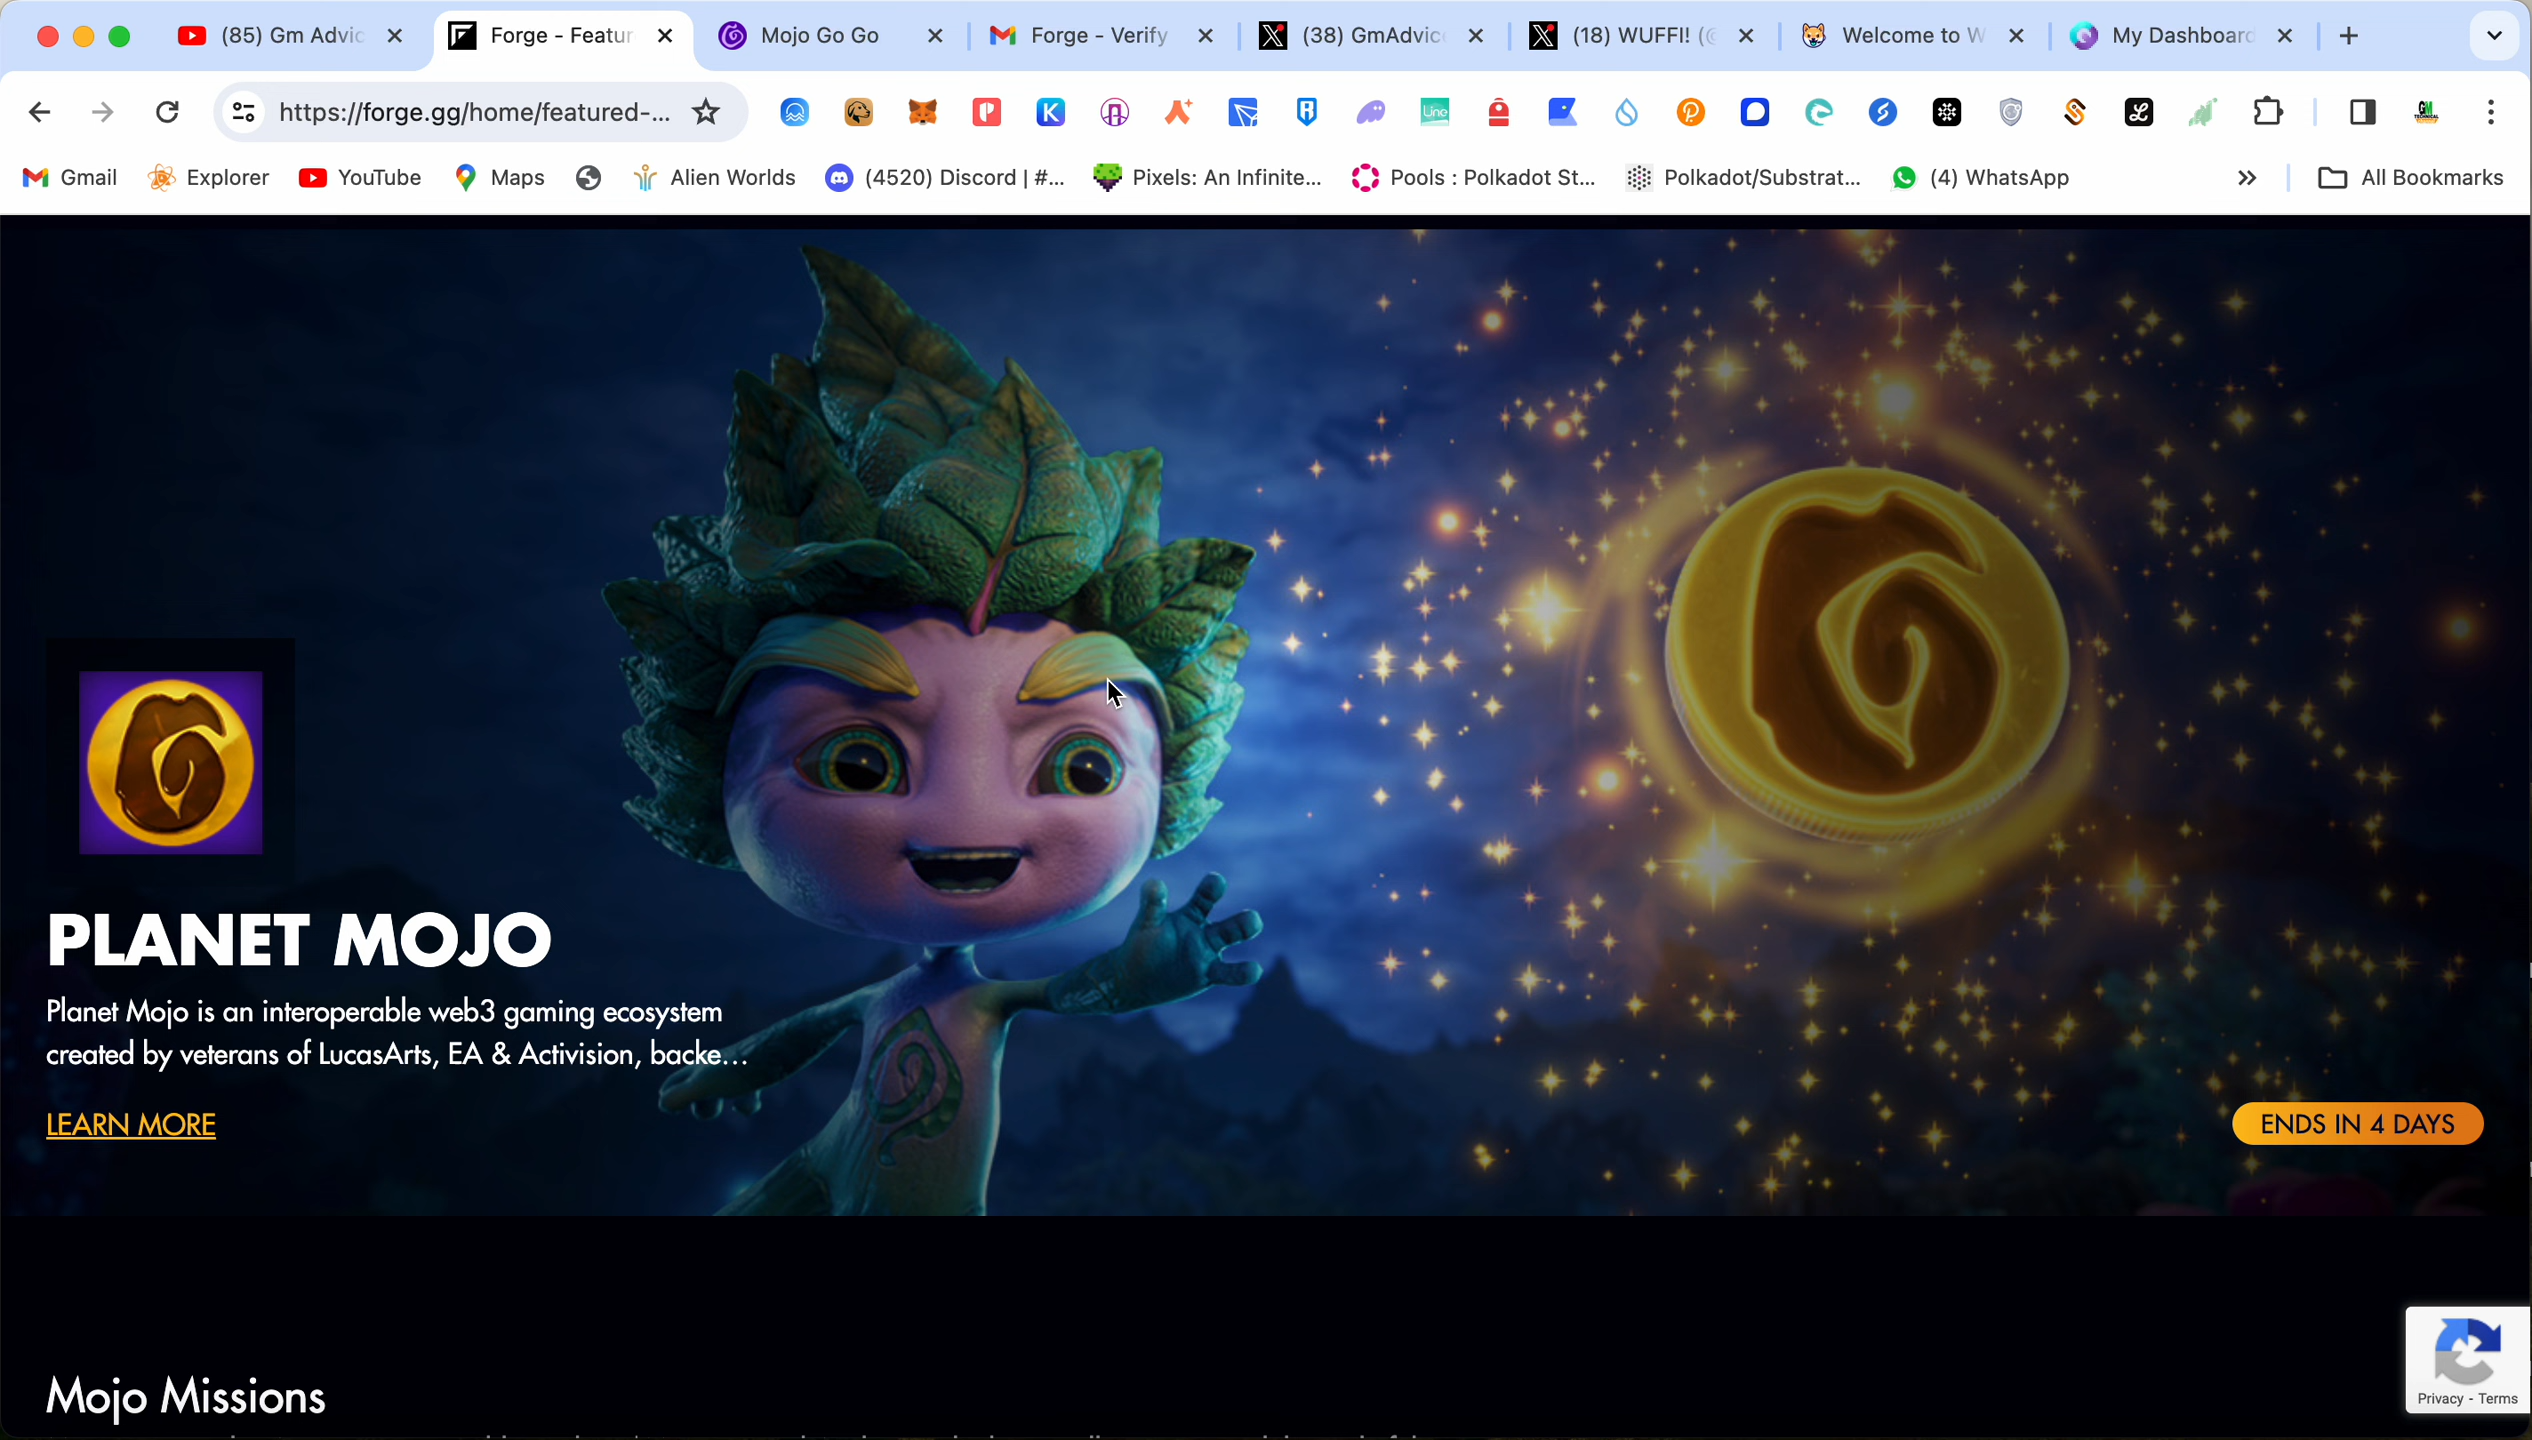 (85) Gm Advic
Forge - Featur
Mojo Go Go
Forge - Verify
(38) GmAdvic
(18) WUFFI! (@
Welcome to W
My Dashboard
https://forge.gg/home/featured-...
Gmail
Explorer
YouTube
Maps
Alien Worlds
(4520) Discord | #...
Pixels: An Infinite...
Pools : Polkadot St...
Polkadot/Substrat...
(4) WhatsApp
All Bookmarks
PLANET MOJO
Planet Mojo is an interoperable web3 gaming ecosystem
created by veterans of LucasArts, EA & Activision, backe...
LEARN MORE
ENDS IN 4 DAYS
Mojo Missions
Privacy - Terms